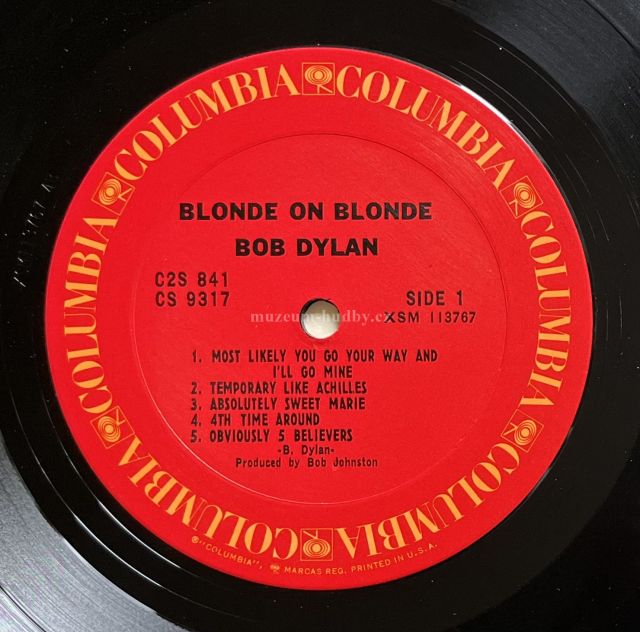 COLUMBIA COLUMBIA COLUMBIA COLUMBIA COLUMBIA COLUMBIA COLUMBIA COLUMBIA
BLONDE ON BLONDE
BOB DYLAN
C2S 841
CS 9317
SIDE 1
XSM 113767
muzeum-hudby.cz
1. MOST LIKELY YOU GO YOUR WAY AND
I'LL GO MINE
2. TEMPORARY LIKE ACHILLES
3. ABSOLUTELY SWEET MARIE
4. 4TH TIME AROUND
5. OBVIOUSLY 5 BELIEVERS
-B. Dylan-
Produced by Bob Johnston
®"COLUMBIA", MARCAS REG. PRINTED IN U.S.A.